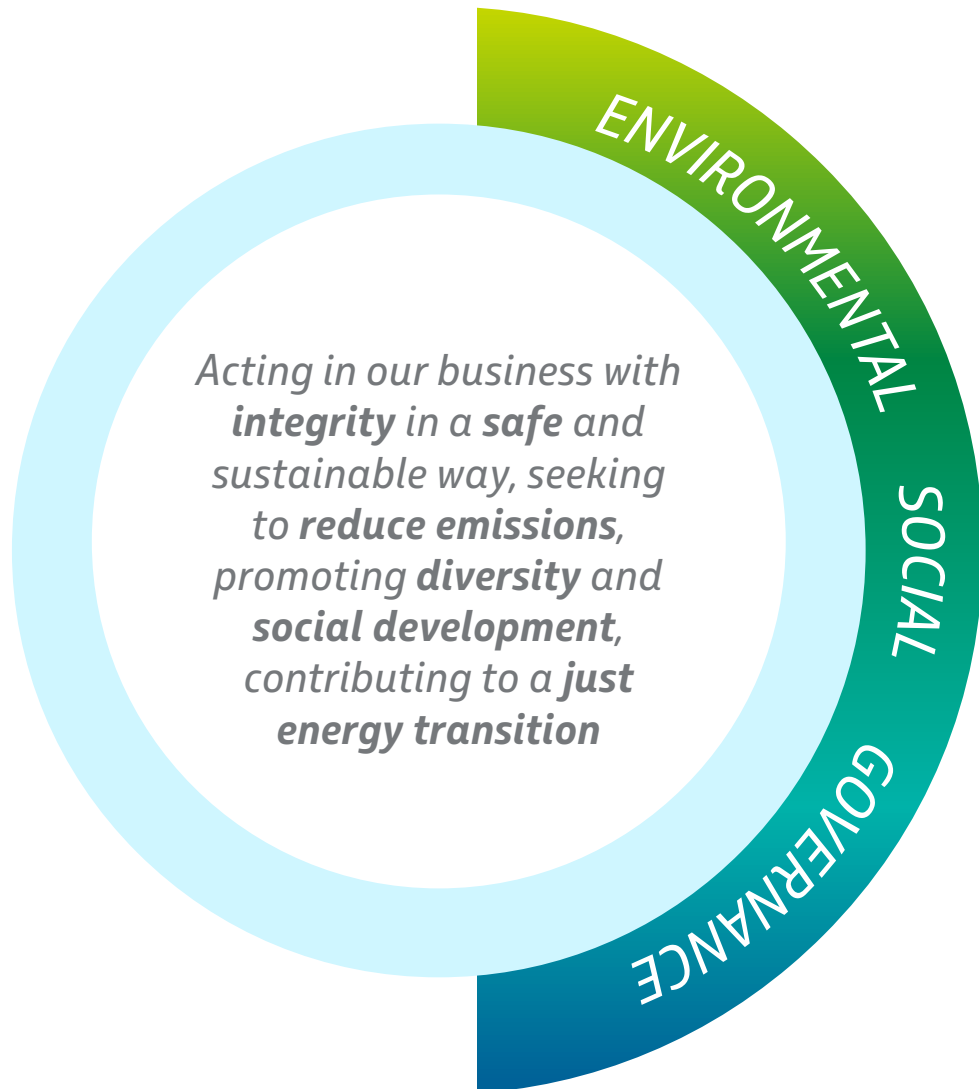 Acting in our business with
integrity in a safe and
sustainable way, seeking
to reduce emissions,
promoting diversity and
social development,
contributing to a just
energy transition
ENVIRONMENTAL
SOCIAL
GOVERNANCE